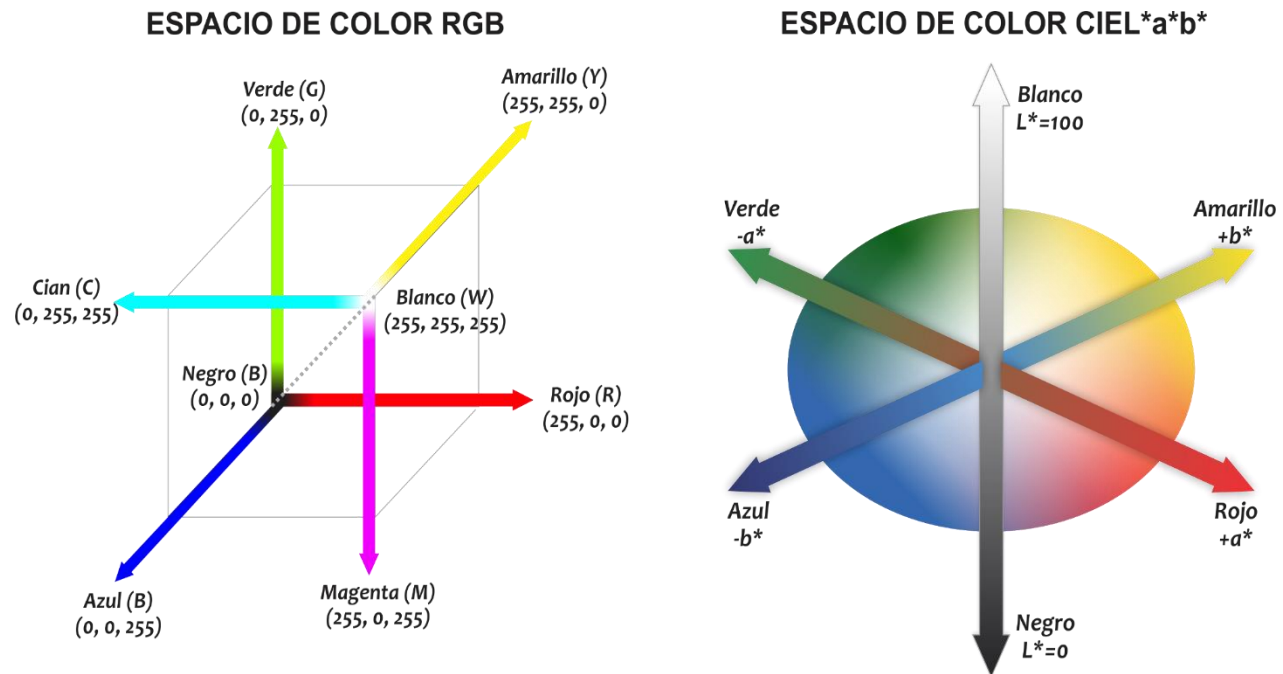 ESPACIO DE COLOR RGB
Verde (G)
(0, 255, 0)
Amarillo (Y)
(255, 255, 0)
Cian (C)
(0, 255, 255)
Blanco (W)
(255, 255, 255)
Negro (B)
(0, 0, 0)
Rojo (R)
(255, 0, 0)
Azul (B)
(0, 0, 255)
Magenta (M)
(255, 0, 255)
ESPACIO DE COLOR CIEL*a*b*
Blanco
L*=100
Verde
-a*
Amarillo
+b*
Azul
-b*
Rojo
+a*
Negro
L*=0